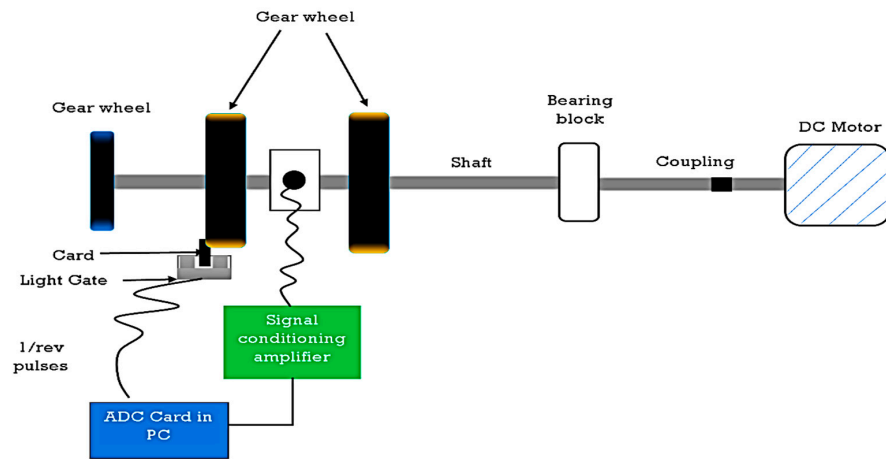 Gear wheel
Gear wheel
Bearing
block
DC Motor
Shaft
Coupling
Card
Light Gate
Signal
conditioning
amplifier
1/rev
pulses
ADC Card in
PC